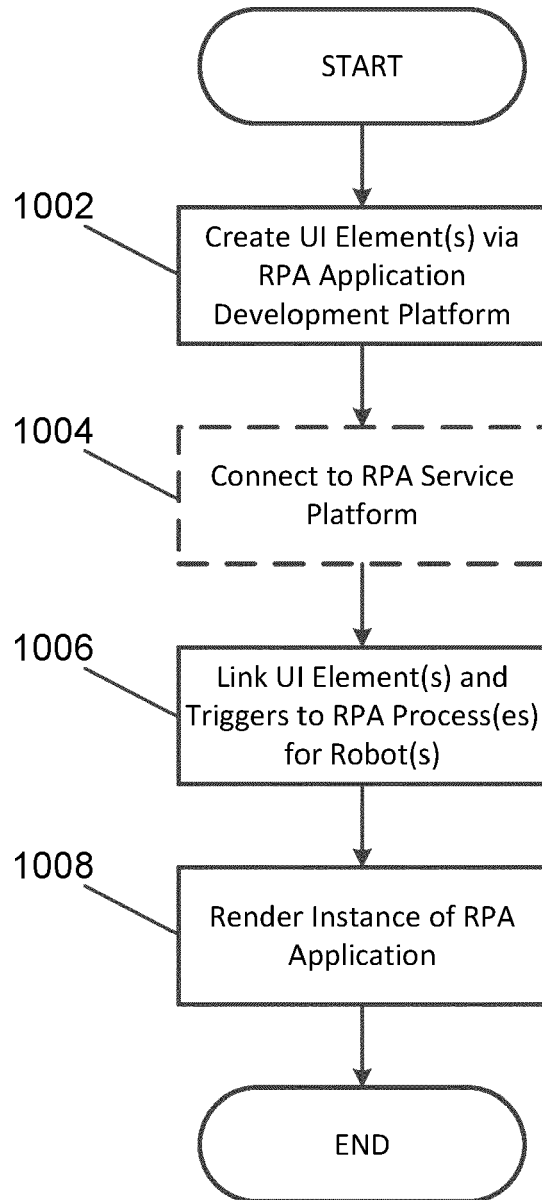 START
1002
Create UI Element(s) via
RPA Application
Development Platform
1004
Connect to RPA Service
Platform
1006
Link UI Element(s) and
Triggers to RPA Process(es)
for Robot(s)
1008
Render Instance of RPA
Application
END